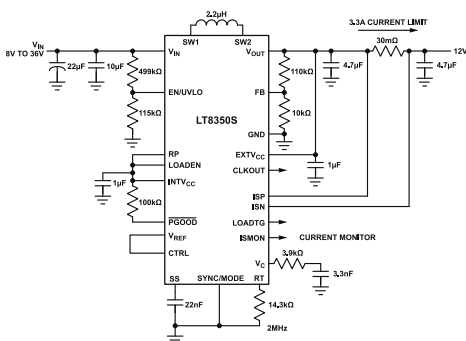 2.2µH
3.3A CURRENT LIMIT
SW1 SW2
VIN
8V TO 36V
VIN
VOUT
30mΩ
12V
22µF
10µF
499kΩ
110kΩ
4.7µF
4.7µF
EN/UVLO
FB
115kΩ
LT8350S
10kΩ
GND
RP
EXTVCC
LOADEN
CLKOUT
1µF
1µF
INTVCC
ISP
100kΩ
ISN
PGOOD
LOADTG
VREF
ISMON
CURRENT MONITOR
CTRL
VC
3.9kΩ
3.3nF
SS SYNC/MODE RT
22nF
14.3kΩ
2MHz